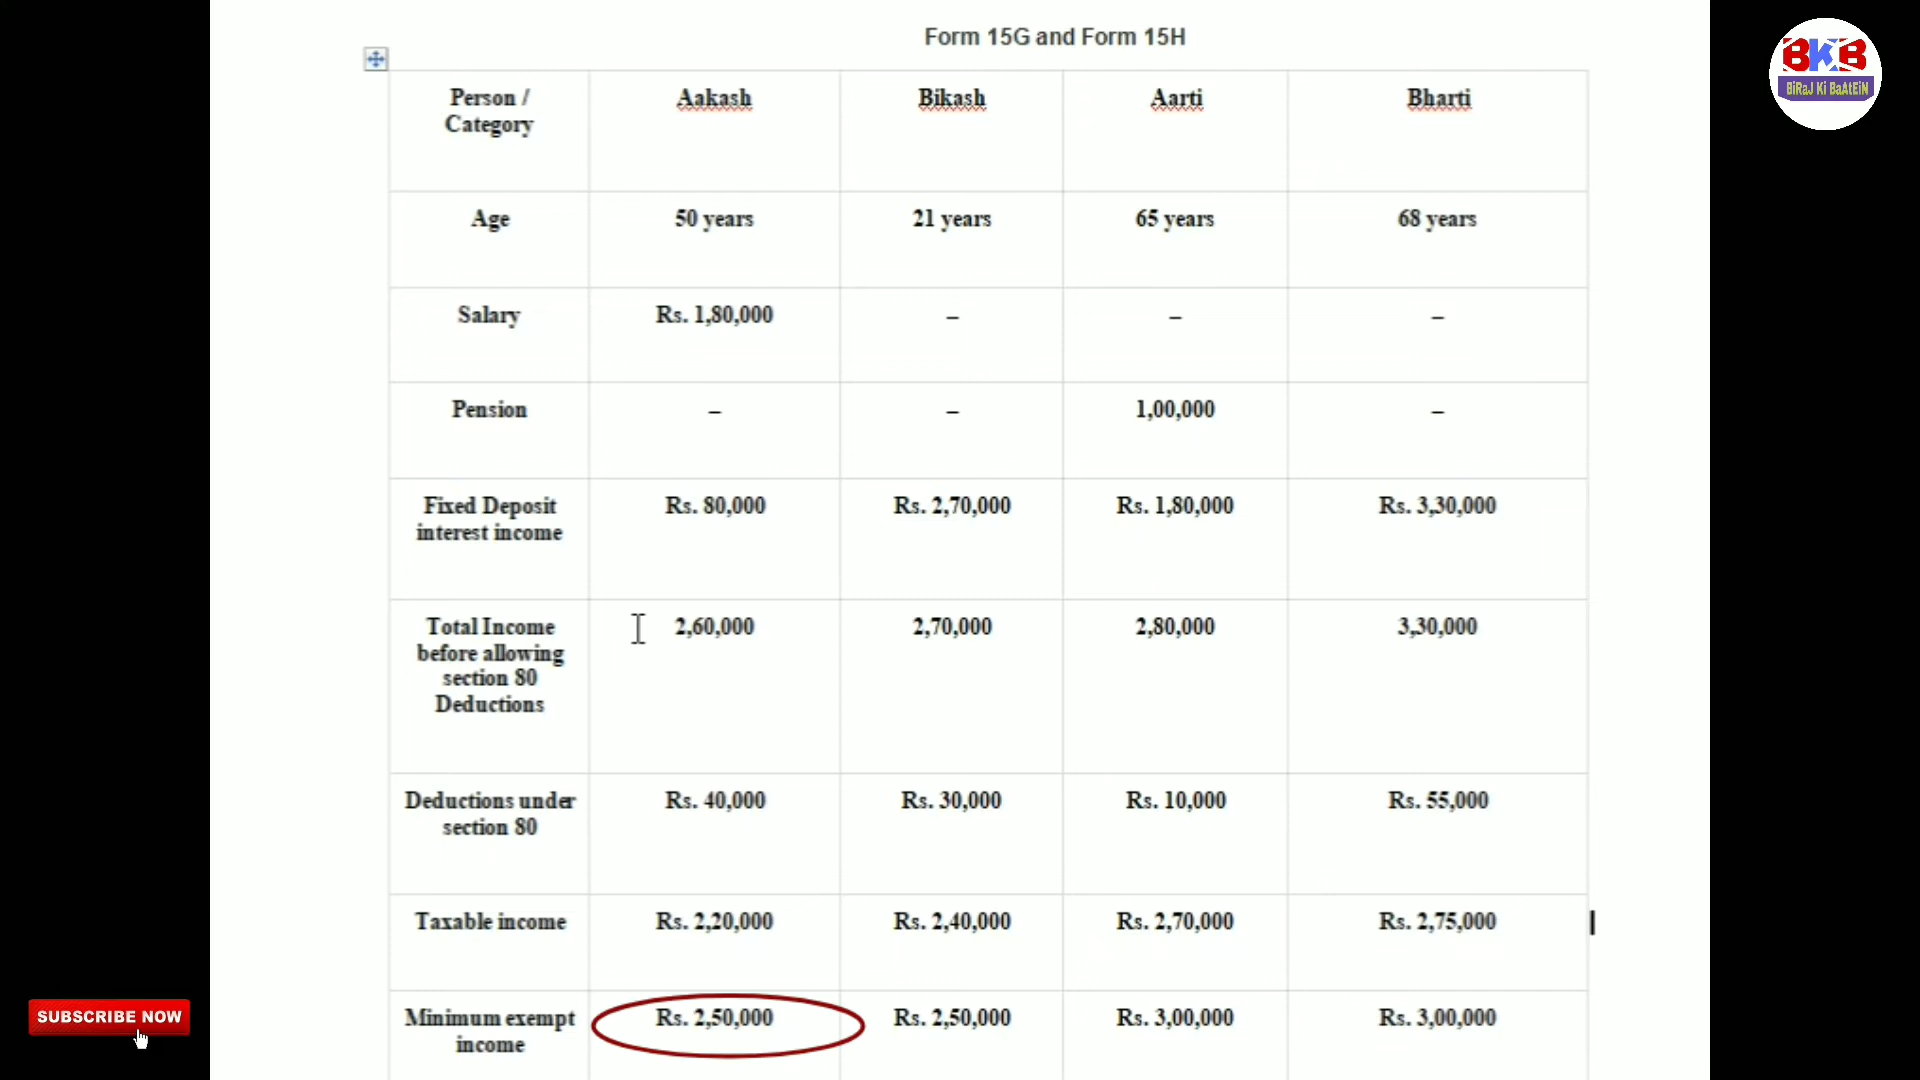 Form 15G and Form 15H
BKB
BiRaJ Ki BaAtEiN
Person / Category Aakash Bikash Aarti Bharti
Age 50 years 21 years 65 years 68 years
Salary Rs. 1,80,000 – – –
Pension – – 1,00,000 –
Fixed Deposit interest income Rs. 80,000 Rs. 2,70,000 Rs. 1,80,000 Rs. 3,30,000
Total Income before allowing section 80 Deductions 2,60,000 2,70,000 2,80,000 3,30,000
Deductions under section 80 Rs. 40,000 Rs. 30,000 Rs. 10,000 Rs. 55,000
Taxable income Rs. 2,20,000 Rs. 2,40,000 Rs. 2,70,000 Rs. 2,75,000
Minimum exempt income Rs. 2,50,000 Rs. 2,50,000 Rs. 3,00,000 Rs. 3,00,000
SUBSCRIBE NOW